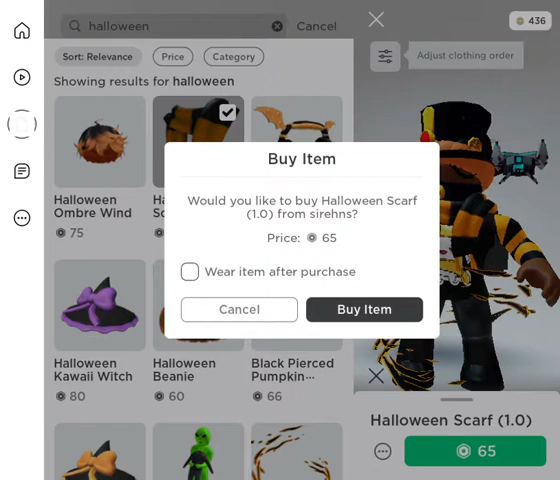 halloween
Cancel
436
Sort: Relevance
Price
Category
Adjust clothing order
Showing results for halloween
Halloween
Ombre Wind
75
Buy Item
Would you like to buy Halloween Scarf
(1.0) from sirehns?
Price: 65
Wear item after purchase
Cancel
Buy Item
Halloween
Kawaii Witch
80
Halloween
Beanie
60
Black Pierced
Pumpkin...
66
Halloween Scarf (1.0)
65